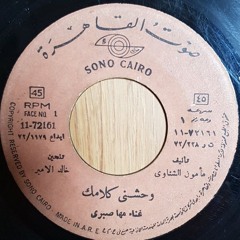 صوت القاهرة
SONO CAIRO
45
RPM
FACE NO 1
11-72161
٤٥
١
١١-٧٢١٦١
تأليف
مأمون الشناوي
تلحين
خالد الأمير
وحشني كلامك
غناء مها صبري
COPYRIGHT RESERVED BY SONO CAIRO
MADE IN A.R.E